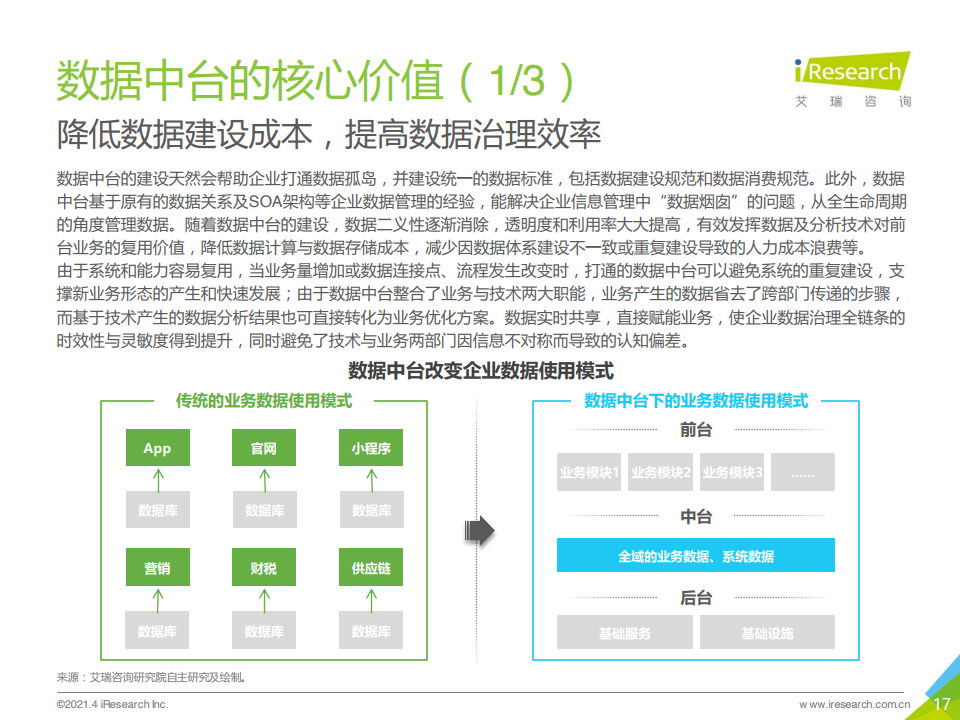 数据中台的核心价值（1/3）
iResearch
艾瑞咨询
降低数据建设成本，提高数据治理效率
数据中台的建设天然会帮助企业打通数据孤岛，并建设统一的数据标准，包括数据建设规范和数据消费规范。此外，数据
中台基于原有的数据关系及SOA架构等企业数据管理的经验，能解决企业信息管理中“数据烟囱”的问题，从全生命周期
的角度管理数据。随着数据中台的建设，数据二义性逐渐消除，透明度和利用率大大提高，有效发挥数据及分析技术对前
台业务的复用价值，降低数据计算与数据存储成本，减少因数据体系建设不一致或重复建设导致的人力成本浪费等。
由于系统和能力容易复用，当业务量增加或数据连接点、流程发生改变时，打通的数据中台可以避免系统的重复建设，支
撑新业务形态的产生和快速发展；由于数据中台整合了业务与技术两大职能，业务产生的数据省去了跨部门传递的步骤，
而基于技术产生的数据分析结果也可直接转化为业务优化方案。数据实时共享，直接赋能业务，使企业数据治理全链条的
时效性与灵敏度得到提升，同时避免了技术与业务两部门因信息不对称而导致的认知偏差。
数据中台改变企业数据使用模式
传统的业务数据使用模式
App 官网 小程序
数据库 数据库 数据库
营销 财税 供应链
数据库 数据库 数据库
数据中台下的业务数据使用模式
前台
业务模块1 业务模块2 业务模块3 ……
中台
全域的业务数据、系统数据
后台
基础服务 基础设施
来源：艾瑞咨询研究院自主研究及绘制。
©2021.4 iResearch Inc.
www.iresearch.com.cn
17